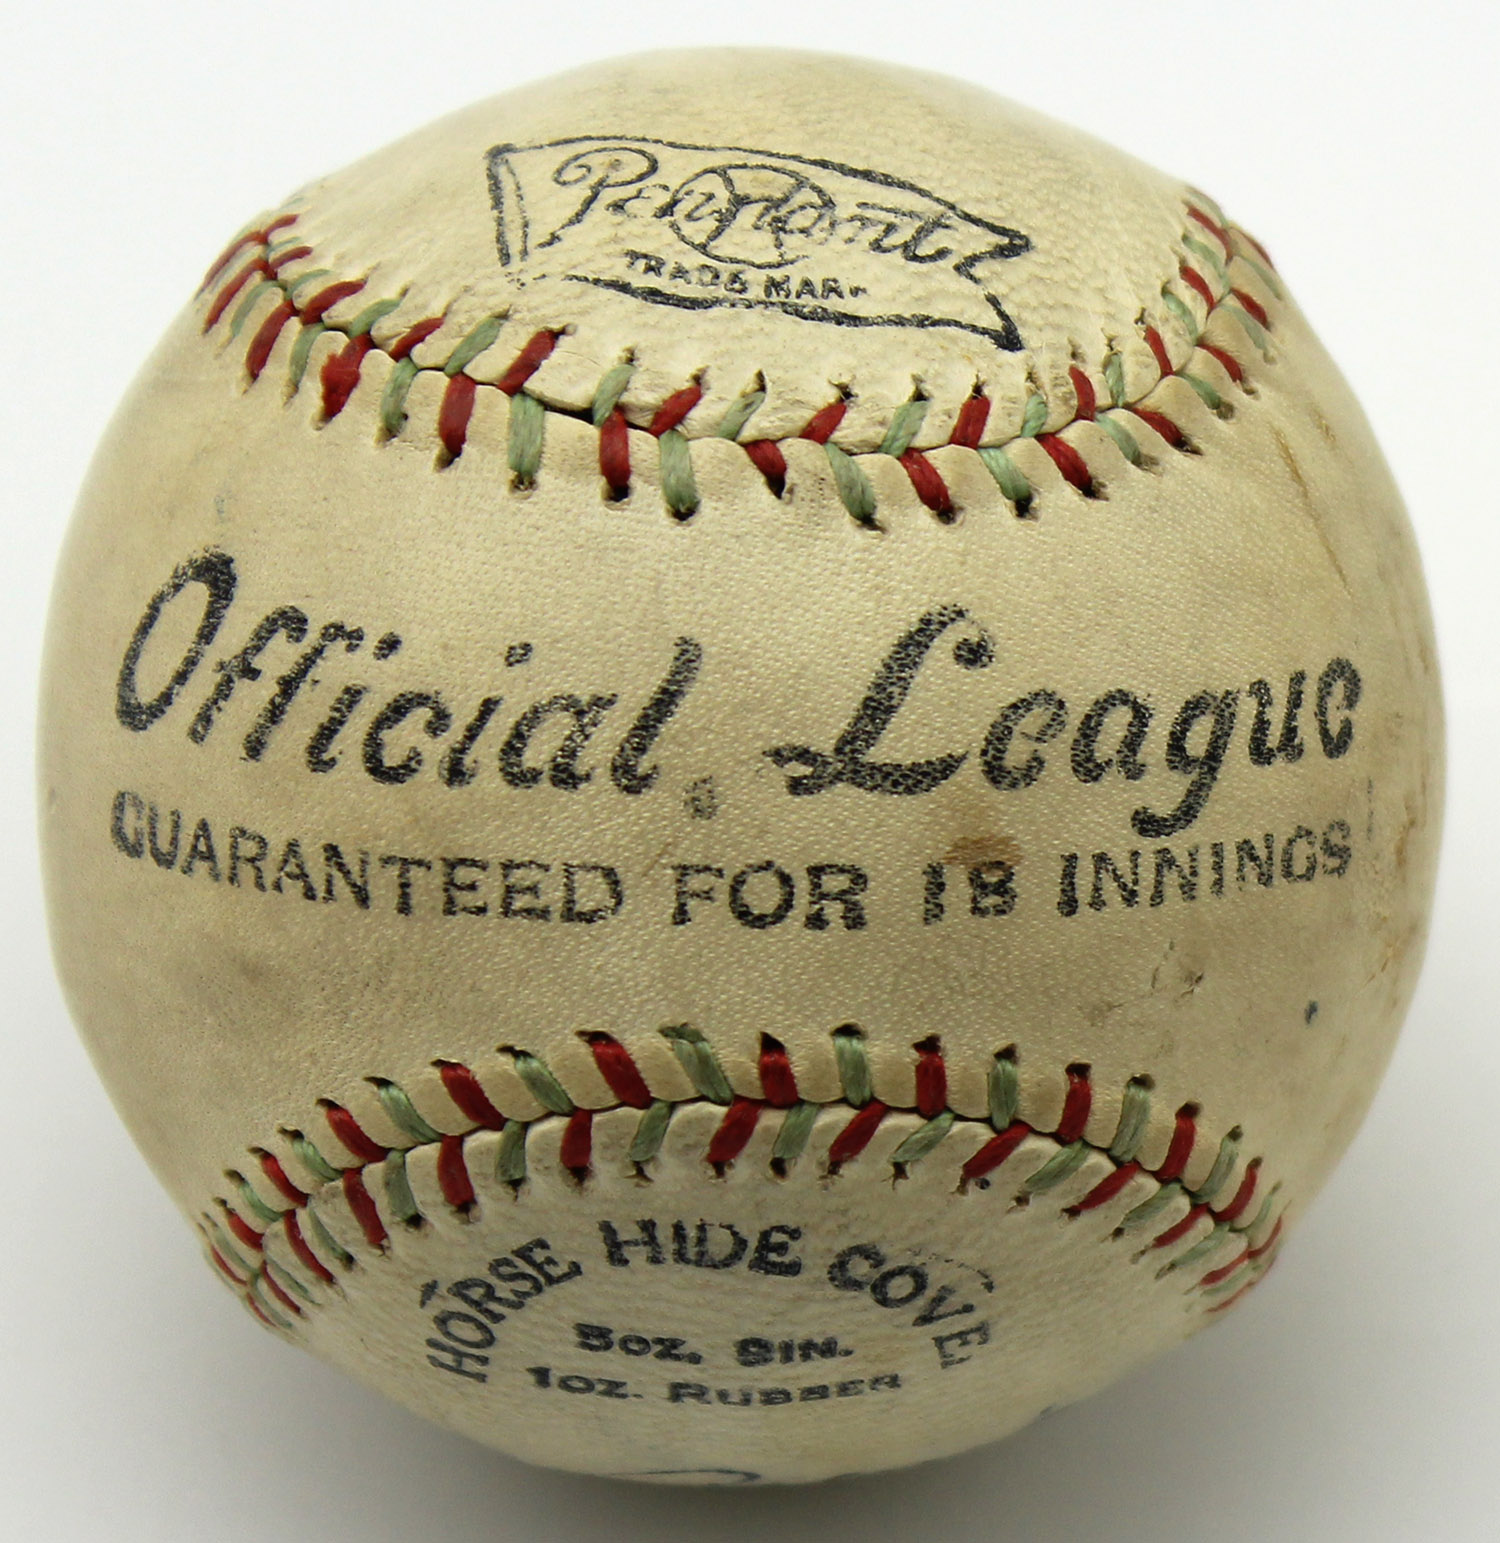 Pennant
TRADE MARK
Official League
GUARANTEED FOR 18 INNINGS
HORSE HIDE COVE
5OZ. 9IN.
1OZ. RUBBER